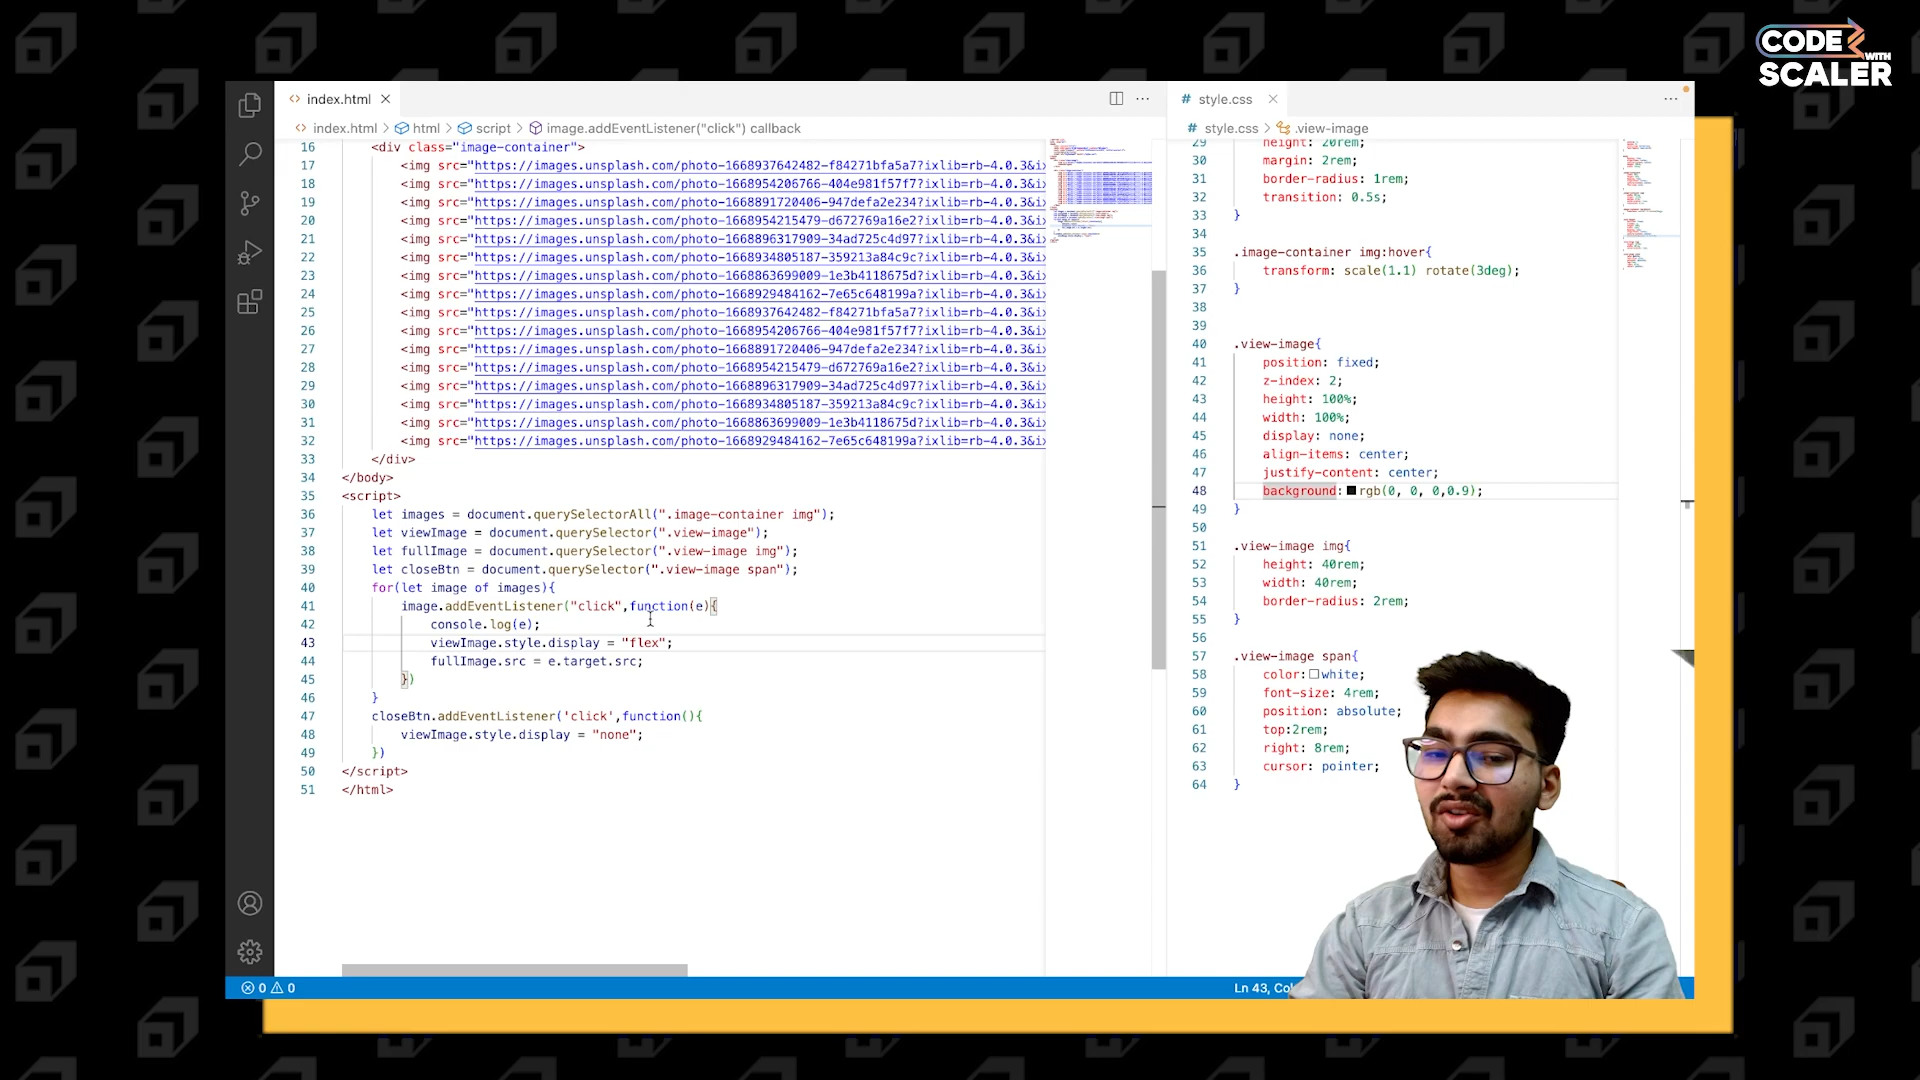 CODE
WITH
SCALER
index.html
style.css
index.html > html > script > image.addEventListener("click") callback
16 <div class="image-container">
17 <img src="https://images.unsplash.com/photo-1668937642482-f84271bfa5a7?ixlib=rb-4.0.3&ix
18 <img src="https://images.unsplash.com/photo-1668954206766-404e981f57f7?ixlib=rb-4.0.3&ix
19 <img src="https://images.unsplash.com/photo-1668891720406-947defa2e234?ixlib=rb-4.0.3&ix
20 <img src="https://images.unsplash.com/photo-1668954215479-d672769a16e2?ixlib=rb-4.0.3&ix
21 <img src="https://images.unsplash.com/photo-1668896317909-34ad725c4d97?ixlib=rb-4.0.3&ix
22 <img src="https://images.unsplash.com/photo-1668934805187-359213a84c9c?ixlib=rb-4.0.3&ix
23 <img src="https://images.unsplash.com/photo-1668863699009-1e3b4118675d?ixlib=rb-4.0.3&ix
24 <img src="https://images.unsplash.com/photo-1668929484162-7e65c648199a?ixlib=rb-4.0.3&ix
25 <img src="https://images.unsplash.com/photo-1668937642482-f84271bfa5a7?ixlib=rb-4.0.3&ix
26 <img src="https://images.unsplash.com/photo-1668954206766-404e981f57f7?ixlib=rb-4.0.3&ix
27 <img src="https://images.unsplash.com/photo-1668891720406-947defa2e234?ixlib=rb-4.0.3&ix
28 <img src="https://images.unsplash.com/photo-1668954215479-d672769a16e2?ixlib=rb-4.0.3&ix
29 <img src="https://images.unsplash.com/photo-1668896317909-34ad725c4d97?ixlib=rb-4.0.3&ix
30 <img src="https://images.unsplash.com/photo-1668934805187-359213a84c9c?ixlib=rb-4.0.3&ix
31 <img src="https://images.unsplash.com/photo-1668863699009-1e3b4118675d?ixlib=rb-4.0.3&ix
32 <img src="https://images.unsplash.com/photo-1668929484162-7e65c648199a?ixlib=rb-4.0.3&ix
33 </div>
34 </body>
35 <script>
36 let images = document.querySelectorAll(".image-container img");
37 let viewImage = document.querySelector(".view-image");
38 let fullImage = document.querySelector(".view-image img");
39 let closeBtn = document.querySelector(".view-image span");
40 for(let image of images){
41 image.addEventListener("click",function(e){
42 console.log(e);
43 viewImage.style.display = "flex";
44 fullImage.src = e.target.src;
45 })
46 }
47 closeBtn.addEventListener('click',function(){
48 viewImage.style.display = "none";
49 })
50 </script>
51 </html>
# style.css > .view-image
29 height: 20rem;
30 margin: 2rem;
31 border-radius: 1rem;
32 transition: 0.5s;
33 }
34
35 .image-container img:hover{
36 transform: scale(1.1) rotate(3deg);
37 }
38
39
40 .view-image{
41 position: fixed;
42 z-index: 2;
43 height: 100%;
44 width: 100%;
45 display: none;
46 align-items: center;
47 justify-content: center;
48 background: rgb(0, 0, 0,0.9);
49 }
50
51 .view-image img{
52 height: 40rem;
53 width: 40rem;
54 border-radius: 2rem;
55 }
56
57 .view-image span{
58 color: white;
59 font-size: 4rem;
60 position: absolute;
61 top:2rem;
62 right: 8rem;
63 cursor: pointer;
64 }
0 0
Ln 43, Col